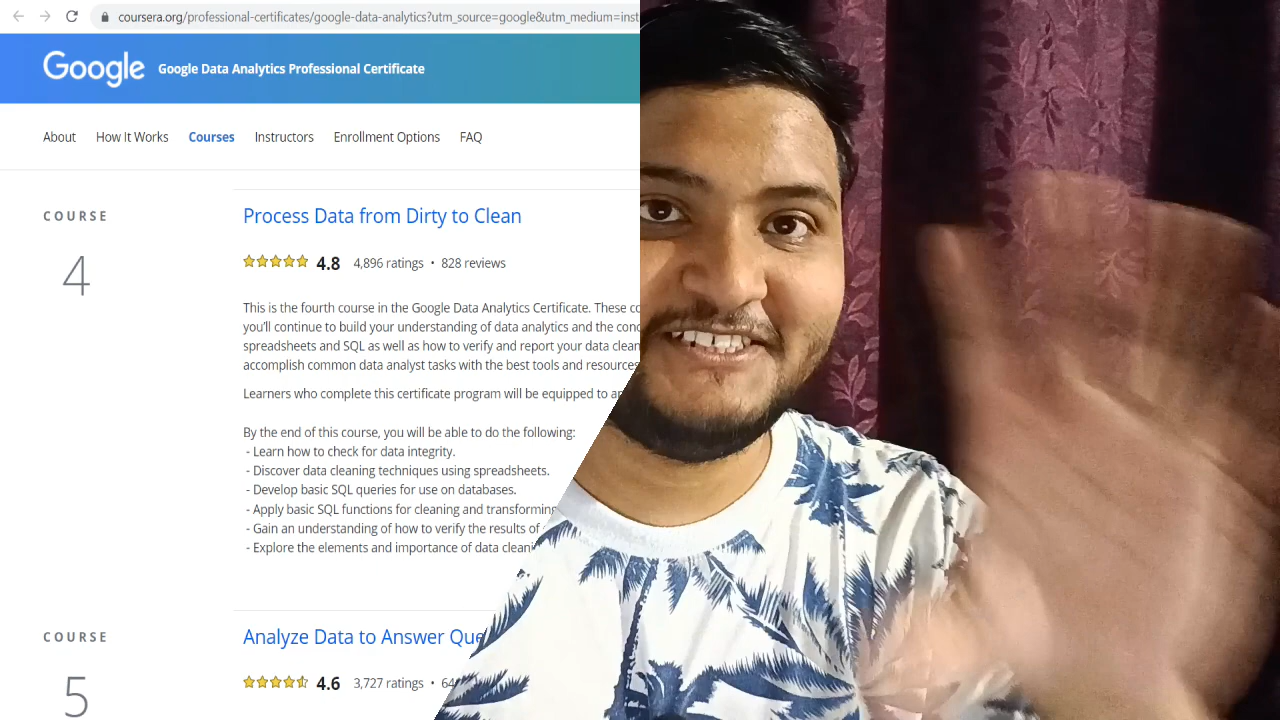 coursera.org/professional-certificates/google-data-analytics?utm_source=google&utm_medium=inst
Google Google Data Analytics Professional Certificate
About How It Works Courses Instructors Enrollment Options FAQ
COURSE
4
Process Data from Dirty to Clean
4.8 4,896 ratings • 828 reviews
This is the fourth course in the Google Data Analytics Certificate. These
you'll continue to build your understanding of data analytics and the
spreadsheets and SQL as well as how to verify and report your data
accomplish common data analyst tasks with the best tools and resources
Learners who complete this certificate program will be equipped to
By the end of this course, you will be able to do the following:
- Learn how to check for data integrity.
- Discover data cleaning techniques using spreadsheets.
- Develop basic SQL queries for use on databases.
- Apply basic SQL functions for cleaning and transforming
- Gain an understanding of how to verify the results of
- Explore the elements and importance of data
COURSE
5
Analyze Data to Answer
4.6 3,727 ratings •